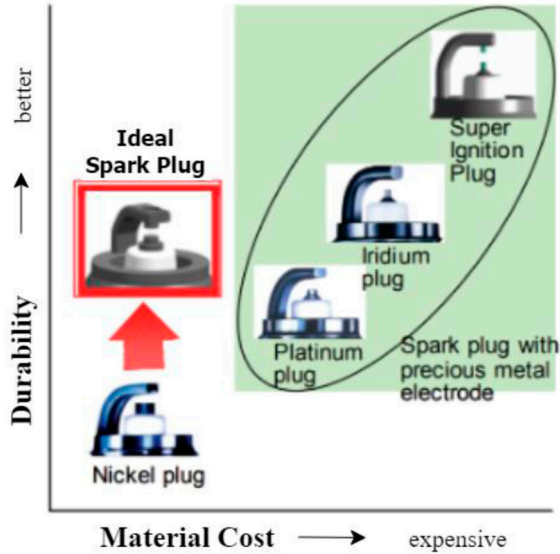 better
Durability
Ideal
Spark Plug
Super
Ignition
Plug
Iridium
plug
Platinum
plug
Spark plug with
precious metal
electrode
Nickel plug
Material Cost
expensive